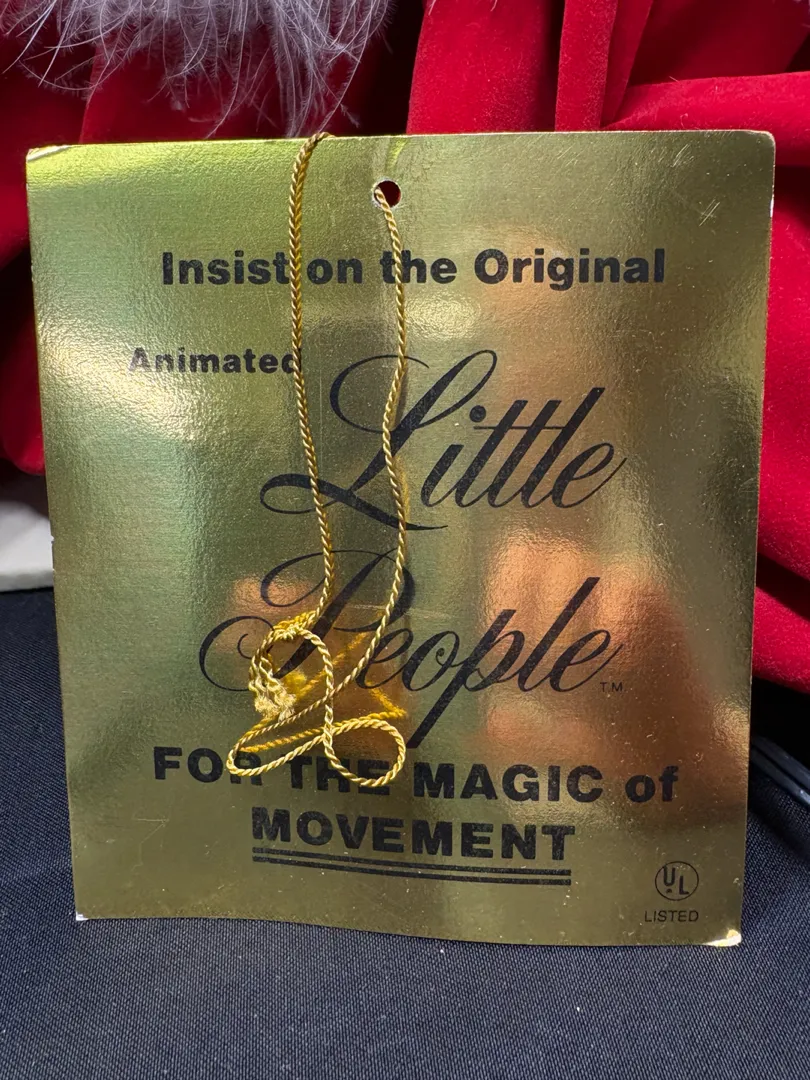 Insist on the Original
Animated
Little
People™
FOR THE MAGIC of
MOVEMENT
UL
LISTED